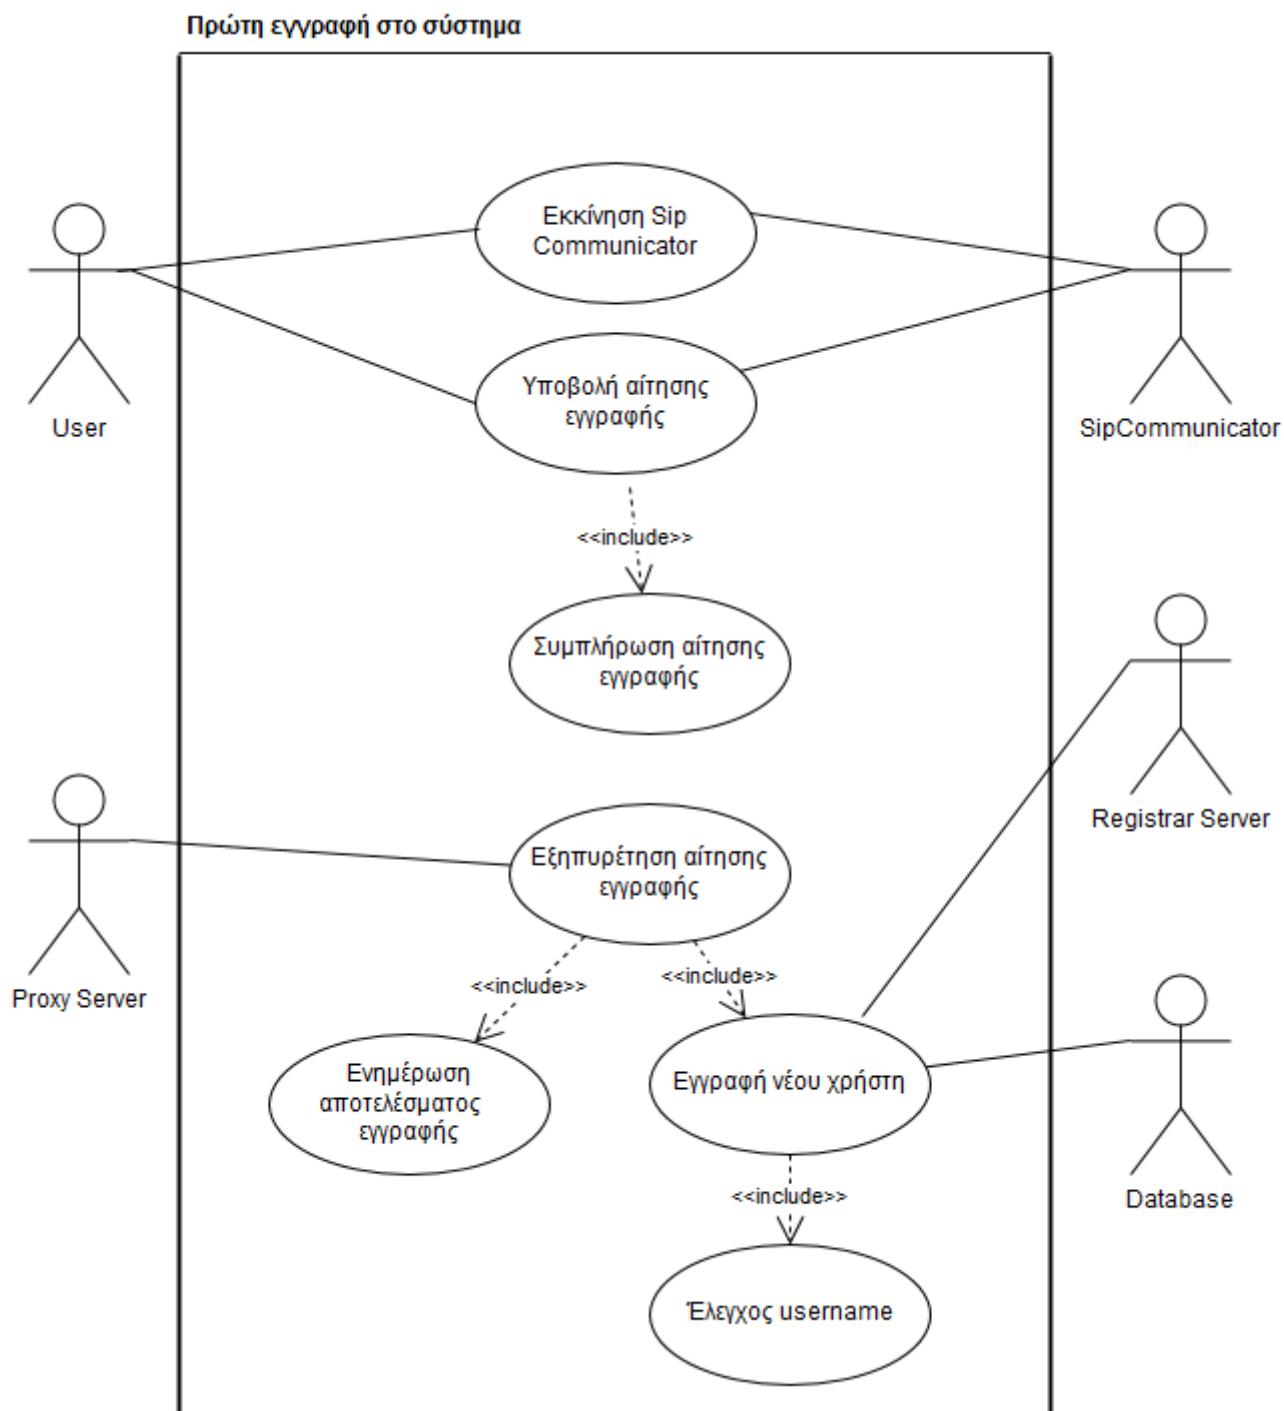 Πρώτη εγγραφή στο σύστημα
Εκκίνηση Sip
Communicator
Υποβολή αίτησης
εγγραφής
User
SipCommunicator
<<include>>
Συμπλήρωση αίτησης
εγγραφής
Registrar Server
Εξηπυρέτηση αίτησης
εγγραφής
Proxy Server
<<include>>
<<include>>
Ενημέρωση
αποτελέσματος
εγγραφής
Εγγραφή νέου χρήστη
<<include>>
Database
Έλεγχος username